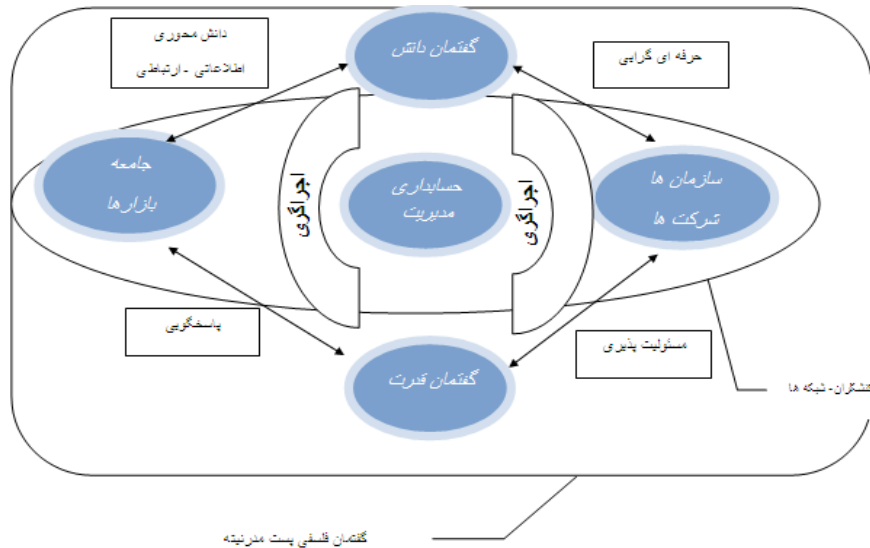 دانش محوری
اطلاعاتی - ارتباطی
گفتمان دانش
حرفه ای گرایی
جامعه
بازارها
اجراگری
حسابداری
مدیریت
اجراگری
سازمان ها
شرکت ها
پاسخگویی
گفتمان قدرت
مسئولیت پذیری
کنشگران- شبکه ها
گفتمان فلسفی پست مدرنیته